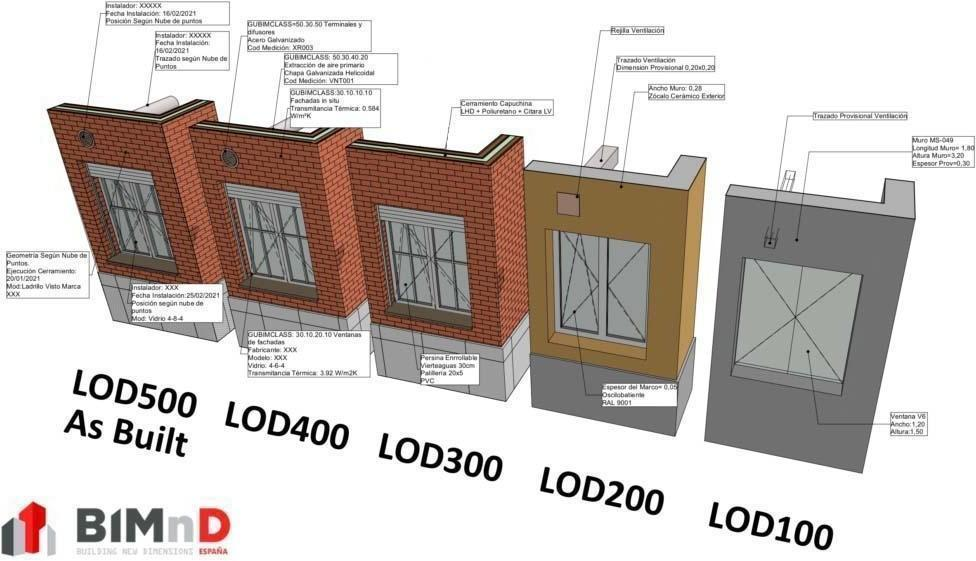 Instalador: XXXXX
Fecha Instalación: 16/02/2021
Posición.Según Nube de puntos
Instalador: XXXXX
Fecha Instalación:
16/02/2021
Trazado según Nube de
Puntos
GUBIMCLASS=50.30.50 Terminales y
difusores
Acero Galvanizado
Cod Medición: XR003
GUBIMCLASS: 50.30.40.20
Extracción de aire primario
Chapa Galvanizada Helicoidal
Cod Medición: VNT001
GUBIMCLASS:30.10.10.10
Fachadas in situ
Transmitancia Térmica: 0.584
W/m²K
Cerramiento Capuchina
LHD + Poliuretano + Citara LV
Rejilla Ventilación
Trazado Ventilación
Dimensión Provisional 0,20x0,20
Ancho Muro: 0,28
Zócalo Cerámico Exterior
Trazado Provisional Ventilación
Muro MS-049
Longitud Muro= 1,80
Altura Muro=3,20
Espesor Prov=0,30
Geometría Según Nube de
Puntos.
Ejecución Cerramiento:
20/01/2021
Mod:Ladrillo Visto Marca
XXX
Instalador: XXX
Fecha Instalación:25/02/2021
Posición según nube de
puntos
Mod: Vidrio 4-8-4
GUBIMCLASS: 30.10.20.10 Ventanas
de fachadas
Fabricante: XXX
Modelo: XXX
Vidrio: 4-6-4
Transmitancia Térmica: 3.92 W/m2K
Persina Enrrollable
Vierteaguas 30cm
Palillería 20x5
PVC
Espesor del Marco= 0,05
Oscilobatiente
RAL 9001
Ventana V6
Ancho:1,20
Altura:1,50
LOD500
As Built
LOD400
LOD300
LOD200
LOD100
BIMnD
BUILDING NEW DIMENSIONS ESPAÑA